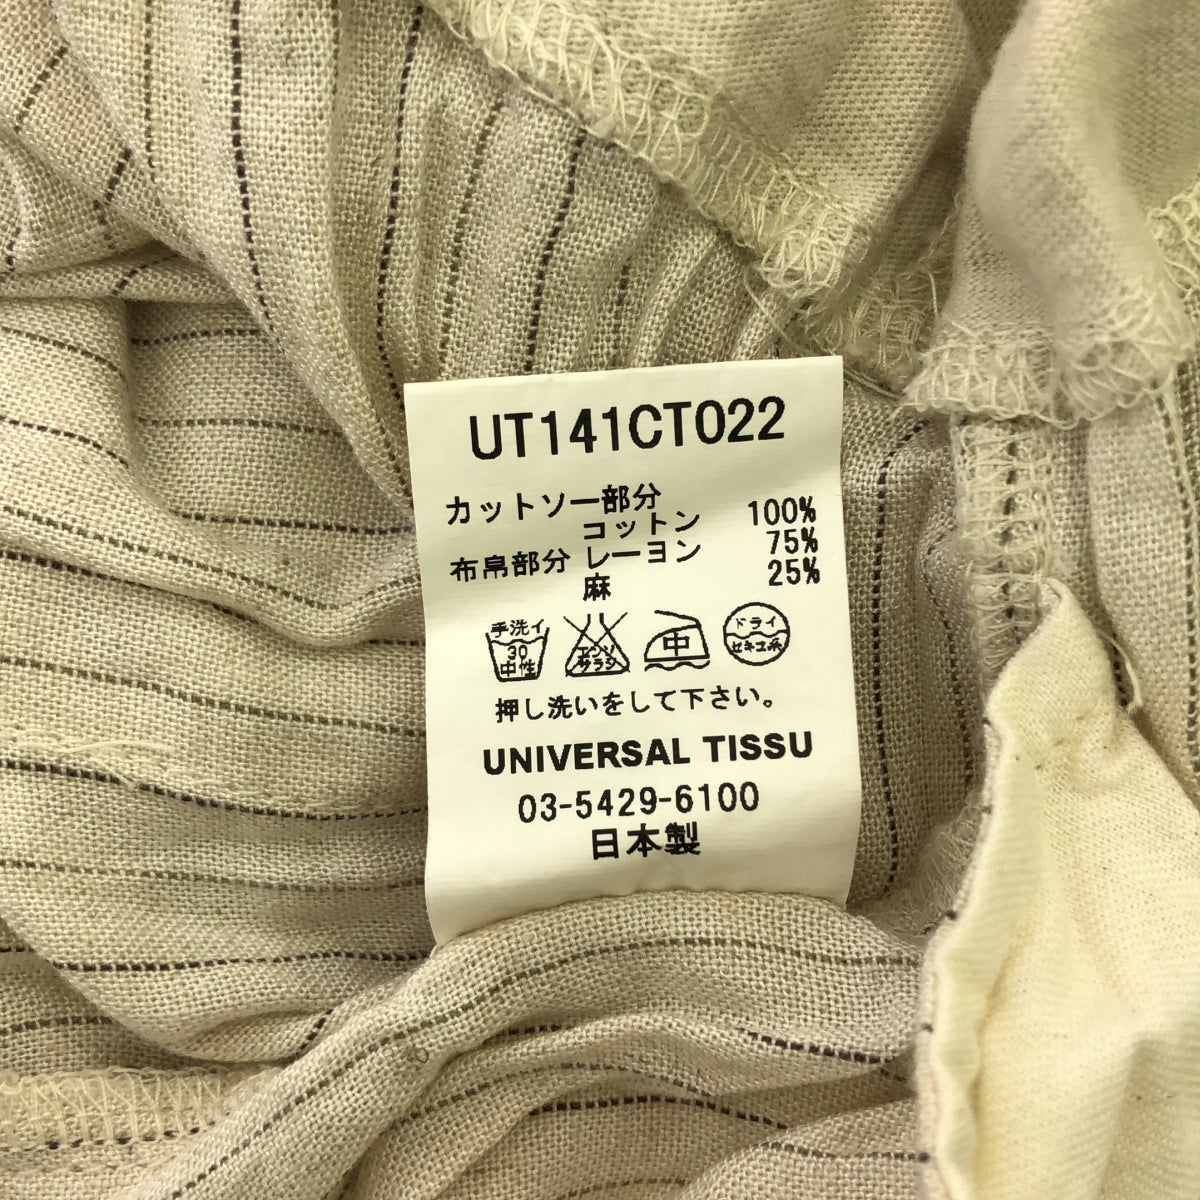 UT141CT022
カットソー部分
コットン 100%
布帛部分 レーヨン 75%
麻 25%
手洗イ
30
中性
エンソ
サラシ
中
ドライ
セキユ系
押し洗いをして下さい。
UNIVERSAL TISSU
03-5429-6100
日本製